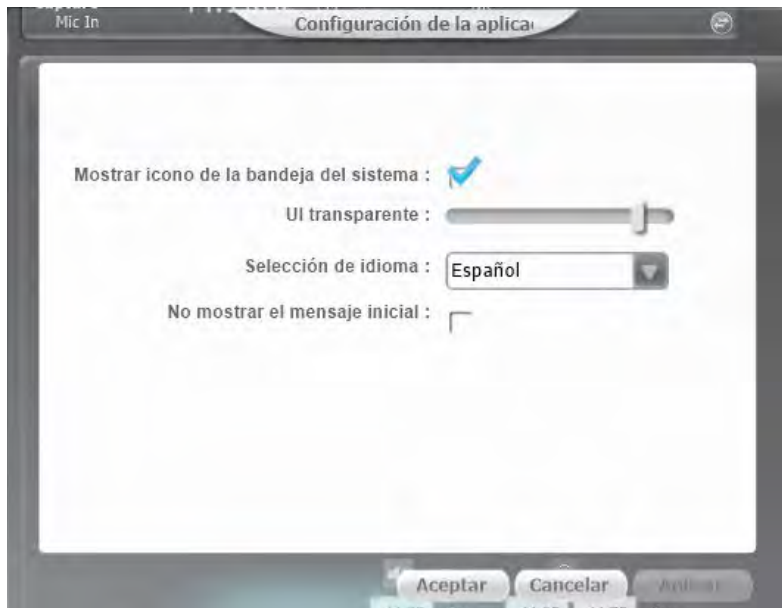 Mic In
Configuración de la aplica
Mostrar icono de la bandeja del sistema :
UI transparente :
Selección de idioma :
Español
No mostrar el mensaje inicial :
Aceptar
Cancelar